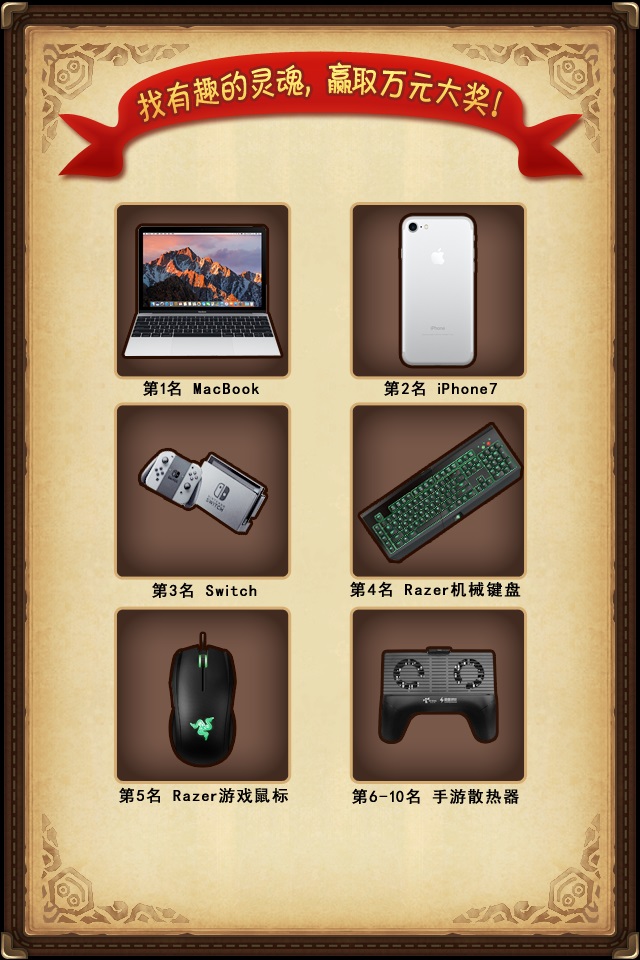 找有趣的灵魂, 赢取万元大奖!
第1名 MacBook
第2名 iPhone7
第3名 Switch
第4名 Razer机械键盘
第5名 Razer游戏鼠标
第6-10名 手游散热器